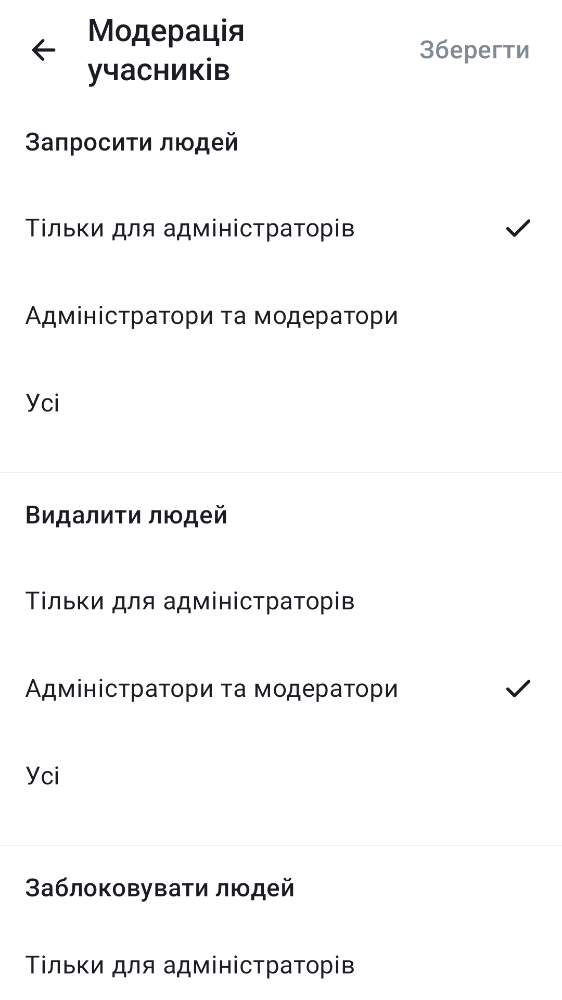 Модерація
учасників
Зберегти
Запросити людей
Тільки для адміністраторів
Адміністратори та модератори
Усі
Видалити людей
Тільки для адміністраторів
Адміністратори та модератори
Усі
Заблоковувати людей
Тільки для адміністраторів